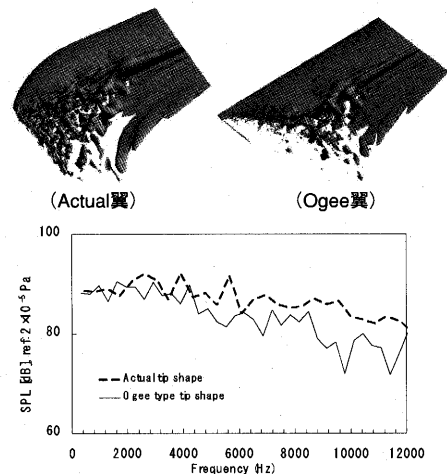 (Actual翼)
(Ogee翼)
100
80
60
SPL [dB], ref.2×10⁻⁵ Pa
Actual tip shape
Ogee type tip shape
0 2000 4000 6000 8000 10000 12000
Frequency (Hz)